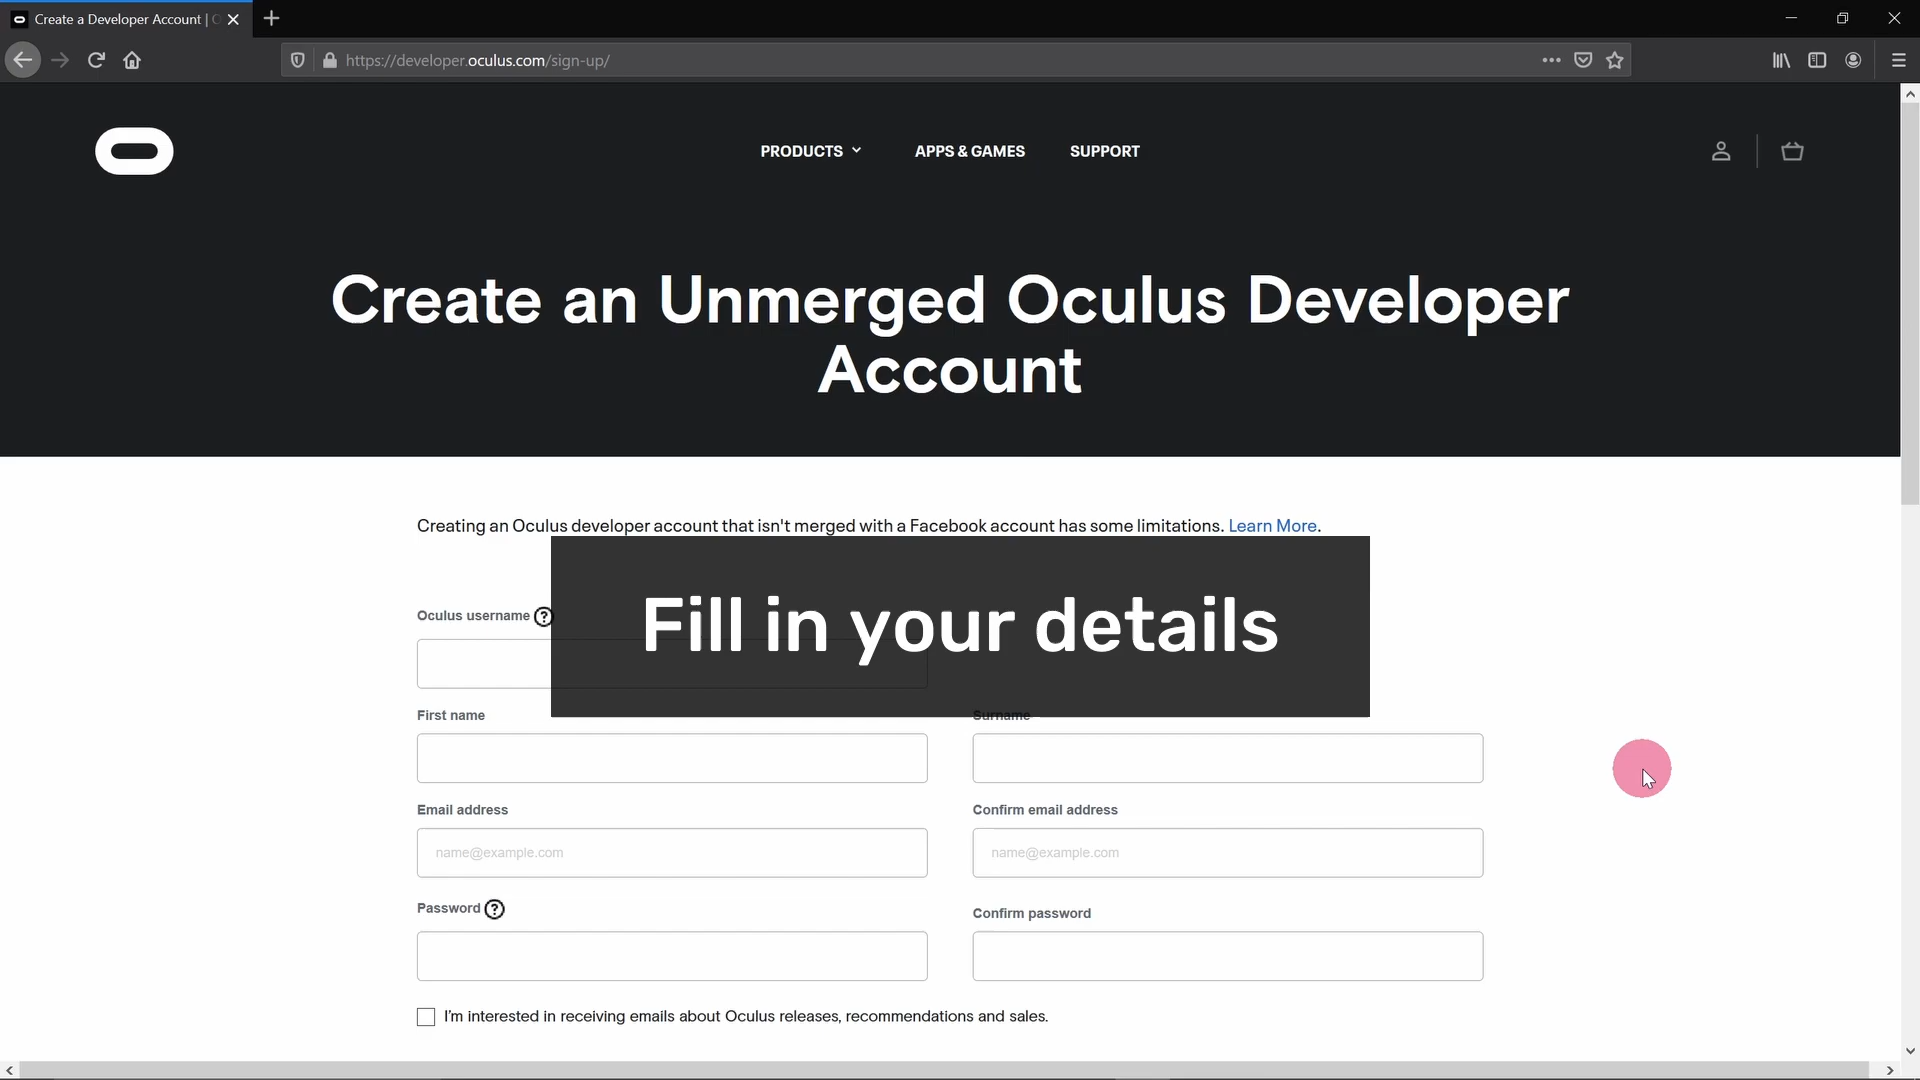 Create a Developer Account |
https://developer.oculus.com/sign-up/
PRODUCTS
APPS & GAMES
SUPPORT
Create an Unmerged Oculus Developer
Account
Creating an Oculus developer account that isn't merged with a Facebook account has some limitations. Learn More.
Fill in your details
Oculus username
First name
Surname
Email address
Confirm email address
name@example.com
name@example.com
Password
Confirm password
I'm interested in receiving emails about Oculus releases, recommendations and sales.